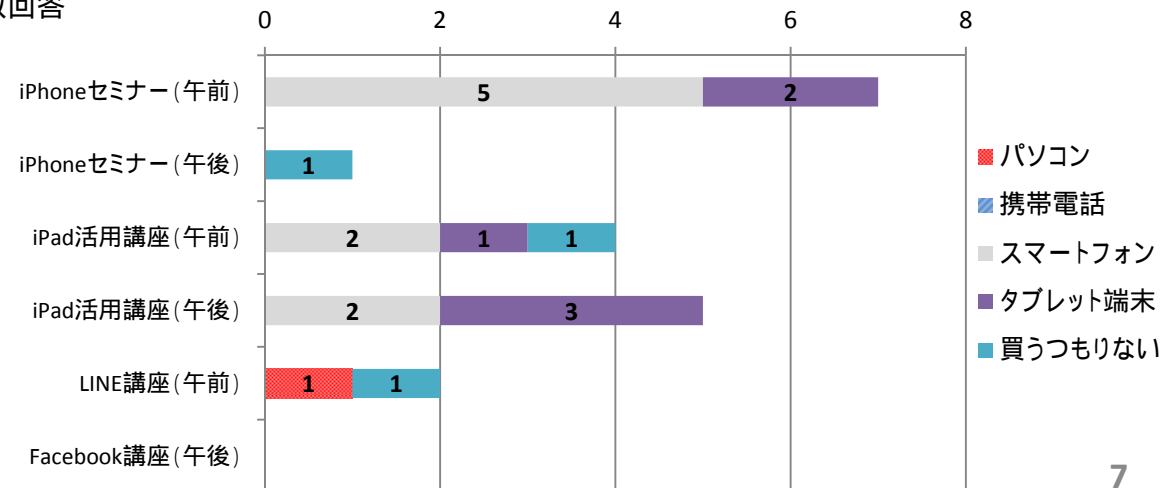 回答
0 2 4 6 8
iPhoneセミナー(午前)
5 2
iPhoneセミナー(午後)
1
iPad活用講座(午前)
2 1 1
iPad活用講座(午後)
2 3
LINE講座(午前)
1 1
Facebook講座(午後)
パソコン
携帯電話
スマートフォン
タブレット端末
買うつもりない
7